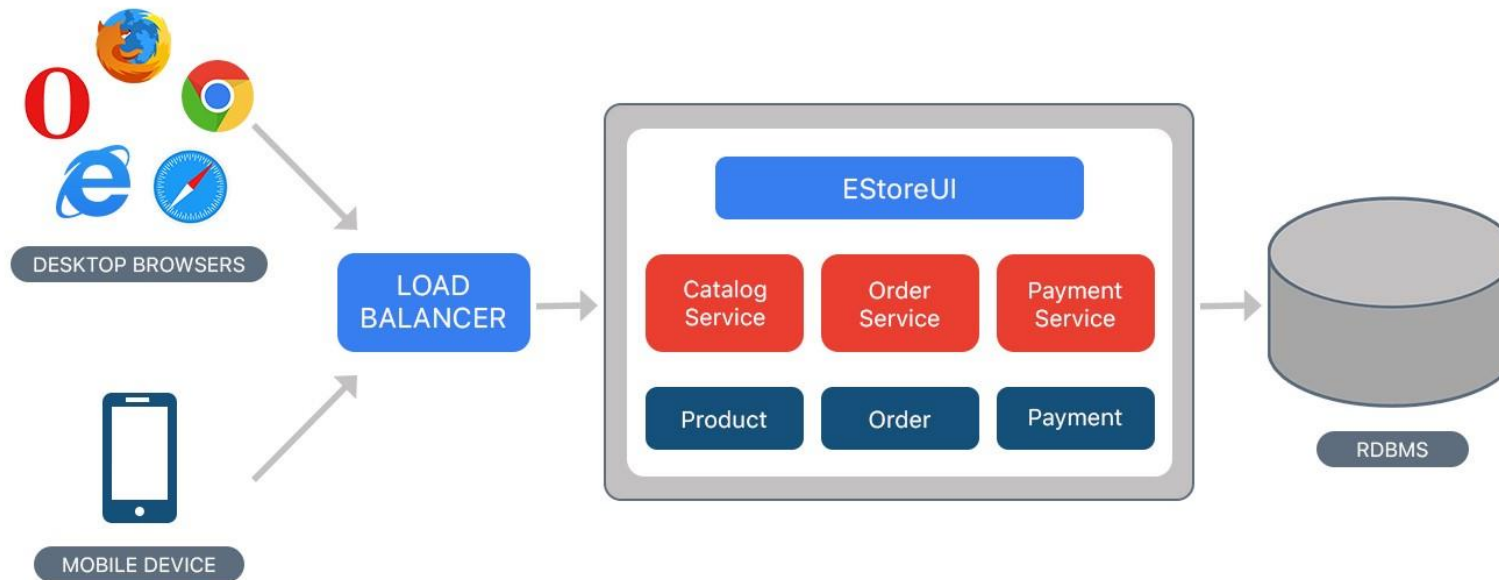 DESKTOP BROWSERS
MOBILE DEVICE
LOAD
BALANCER
EStoreUI
Catalog
Service
Order
Service
Payment
Service
Product
Order
Payment
RDBMS